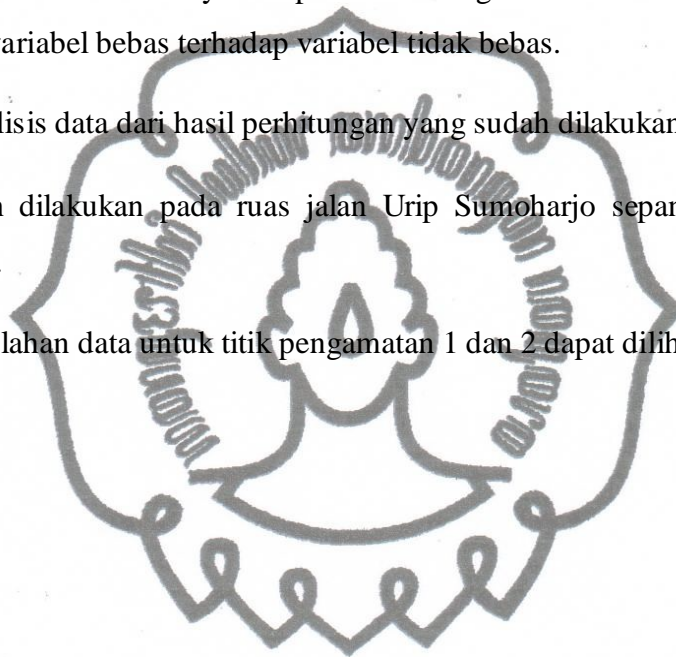 variabel bebas terhadap variabel tidak bebas.
lisis data dari hasil perhitungan yang sudah dilakukan
dilakukan pada ruas jalan Urip Sumoharjo sepan
lahan data untuk titik pengamatan 1 dan 2 dapat dilih